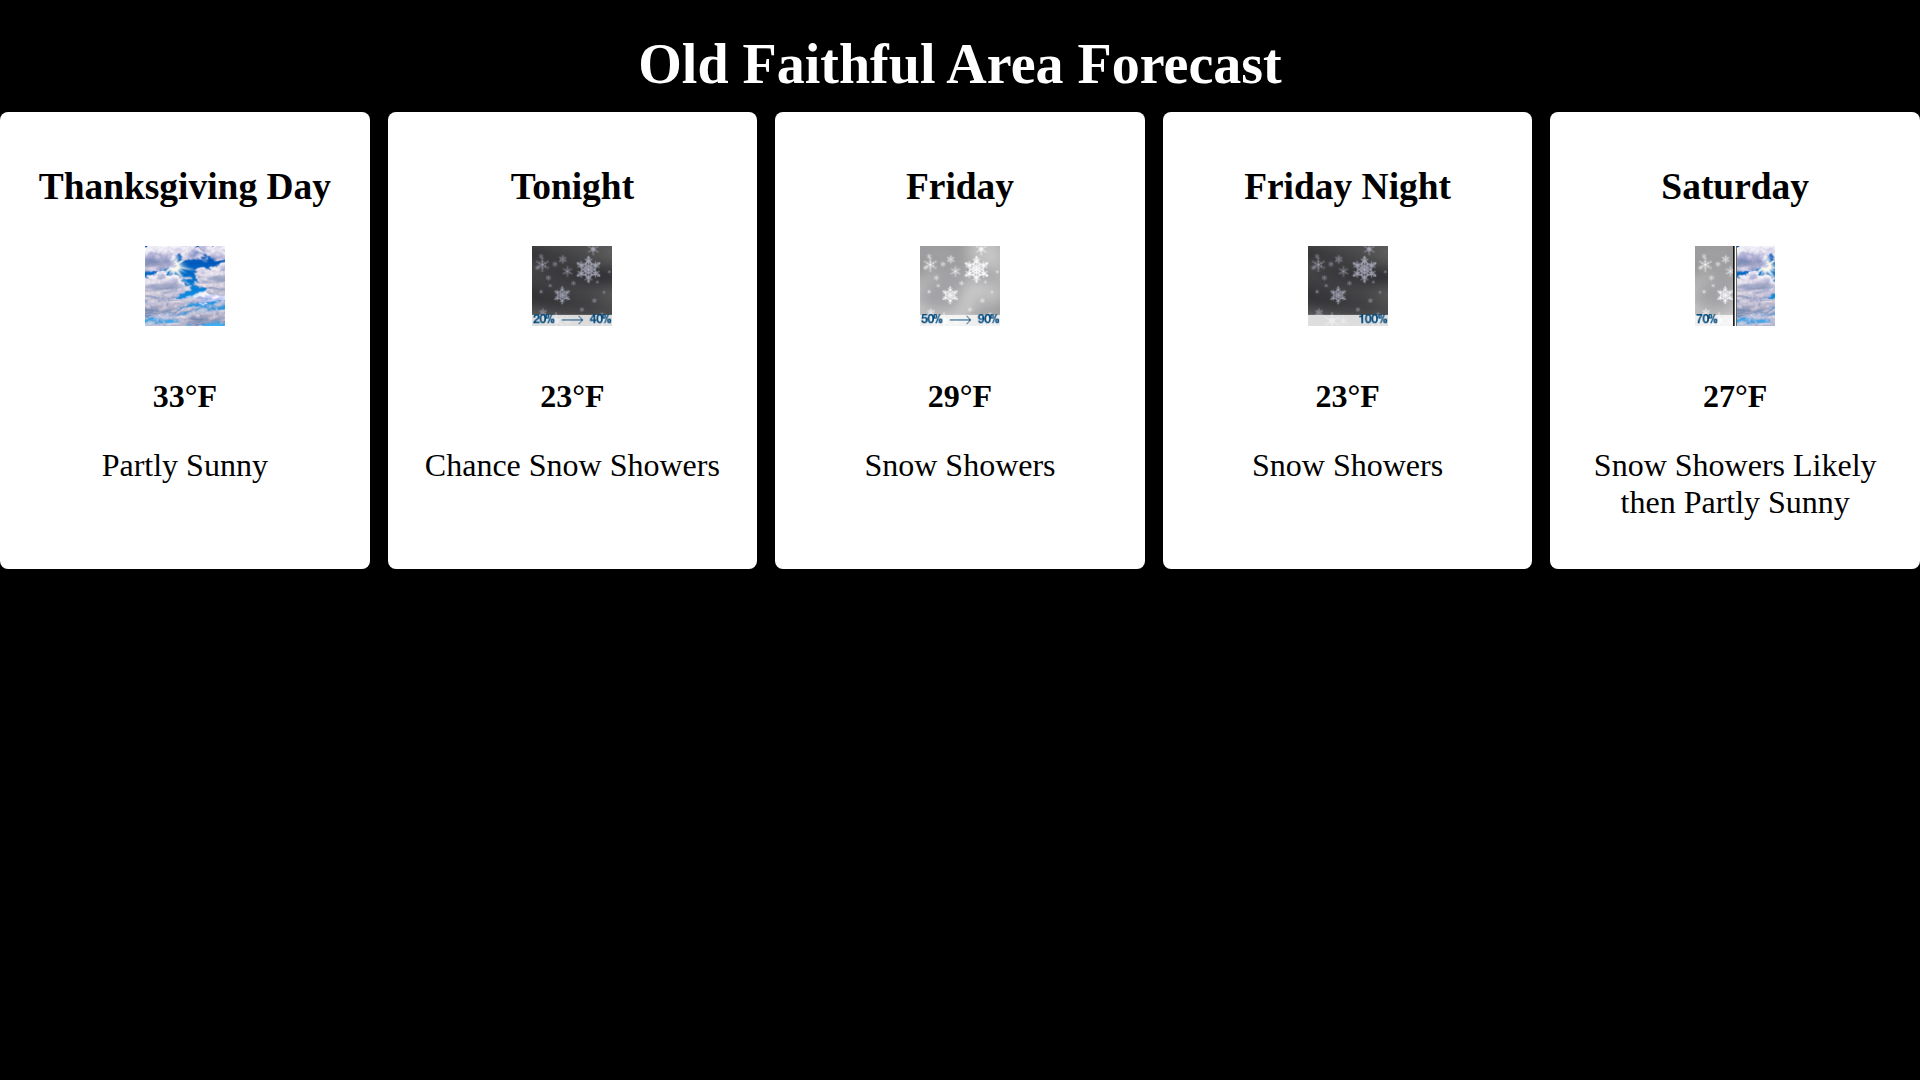 Old Faithful Area Forecast
Thanksgiving Day
33°F
Partly Sunny
Tonight
20% → 40%
23°F
Chance Snow Showers
Friday
50% → 90%
29°F
Snow Showers
Friday Night
100%
23°F
Snow Showers
Saturday
70%
27°F
Snow Showers Likely
then Partly Sunny